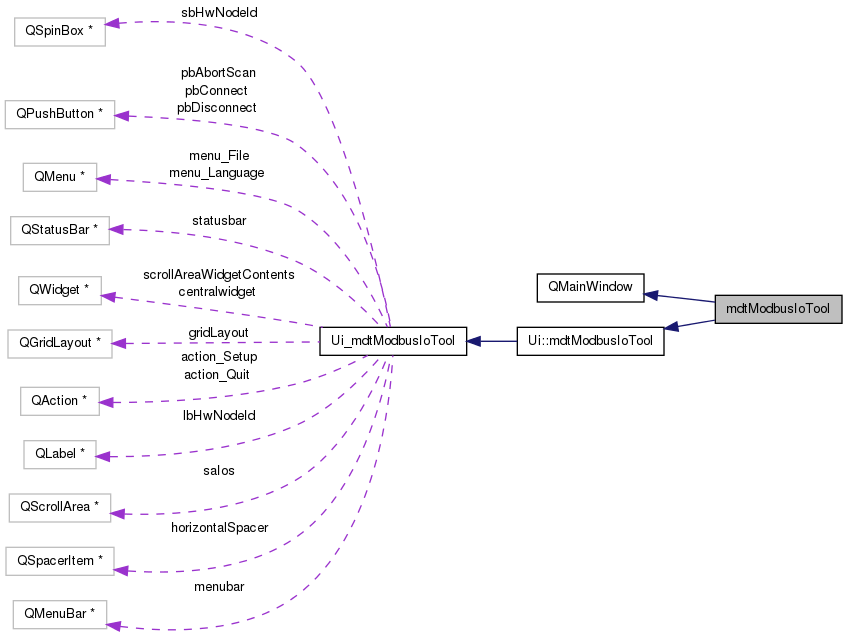 sbHwNodeId
QSpinBox *
pbAbortScan
pbConnect
pbDisconnect
QPushButton *
menu_File
menu_Language
QMenu *
statusbar
QStatusBar *
scrollAreaWidgetContents
centralwidget
QWidget *
QMainWindow
mdtModbusIoTool
gridLayout
QGridLayout *
Ui_mdtModbusIoTool
Ui::mdtModbusIoTool
action_Setup
action_Quit
QAction *
lbHwNodeId
QLabel *
salos
QScrollArea *
horizontalSpacer
QSpacerItem *
menubar
QMenuBar *